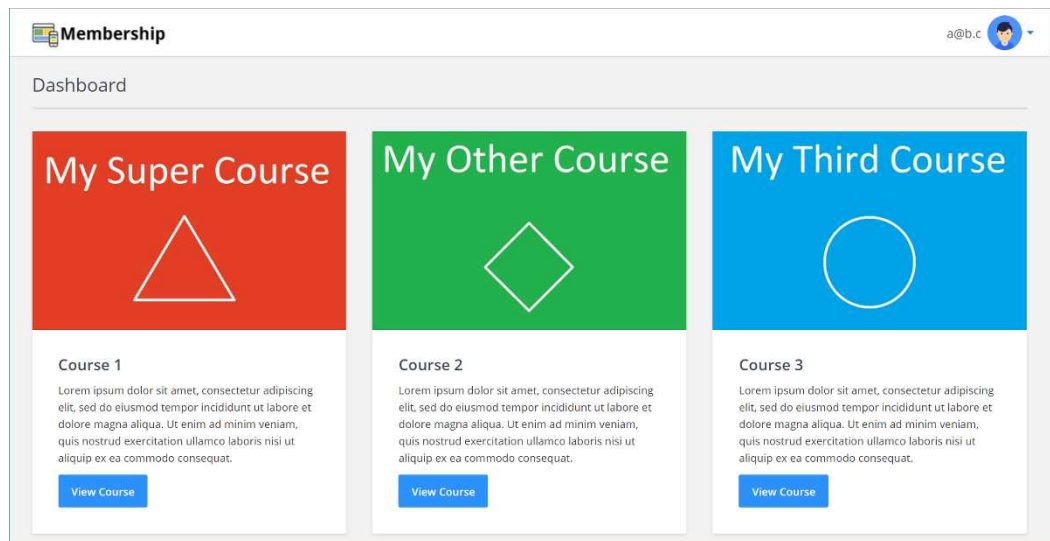 Membership
a@b.c
Dashboard
My Super Course
Course 1
Lorem ipsum dolor sit amet, consectetur adipiscing
elit, sed do eiusmod tempor incididunt ut labore et
dolore magna aliqua. Ut enim ad minim veniam,
quis nostrud exercitation ullamco laboris nisi ut
aliquip ex ea commodo consequat.
View Course
My Other Course
Course 2
Lorem ipsum dolor sit amet, consectetur adipiscing
elit, sed do eiusmod tempor incididunt ut labore et
dolore magna aliqua. Ut enim ad minim veniam,
quis nostrud exercitation ullamco laboris nisi ut
aliquip ex ea commodo consequat.
View Course
My Third Course
Course 3
Lorem ipsum dolor sit amet, consectetur adipiscing
elit, sed do eiusmod tempor incididunt ut labore et
dolore magna aliqua. Ut enim ad minim veniam,
quis nostrud exercitation ullamco laboris nisi ut
aliquip ex ea commodo consequat.
View Course